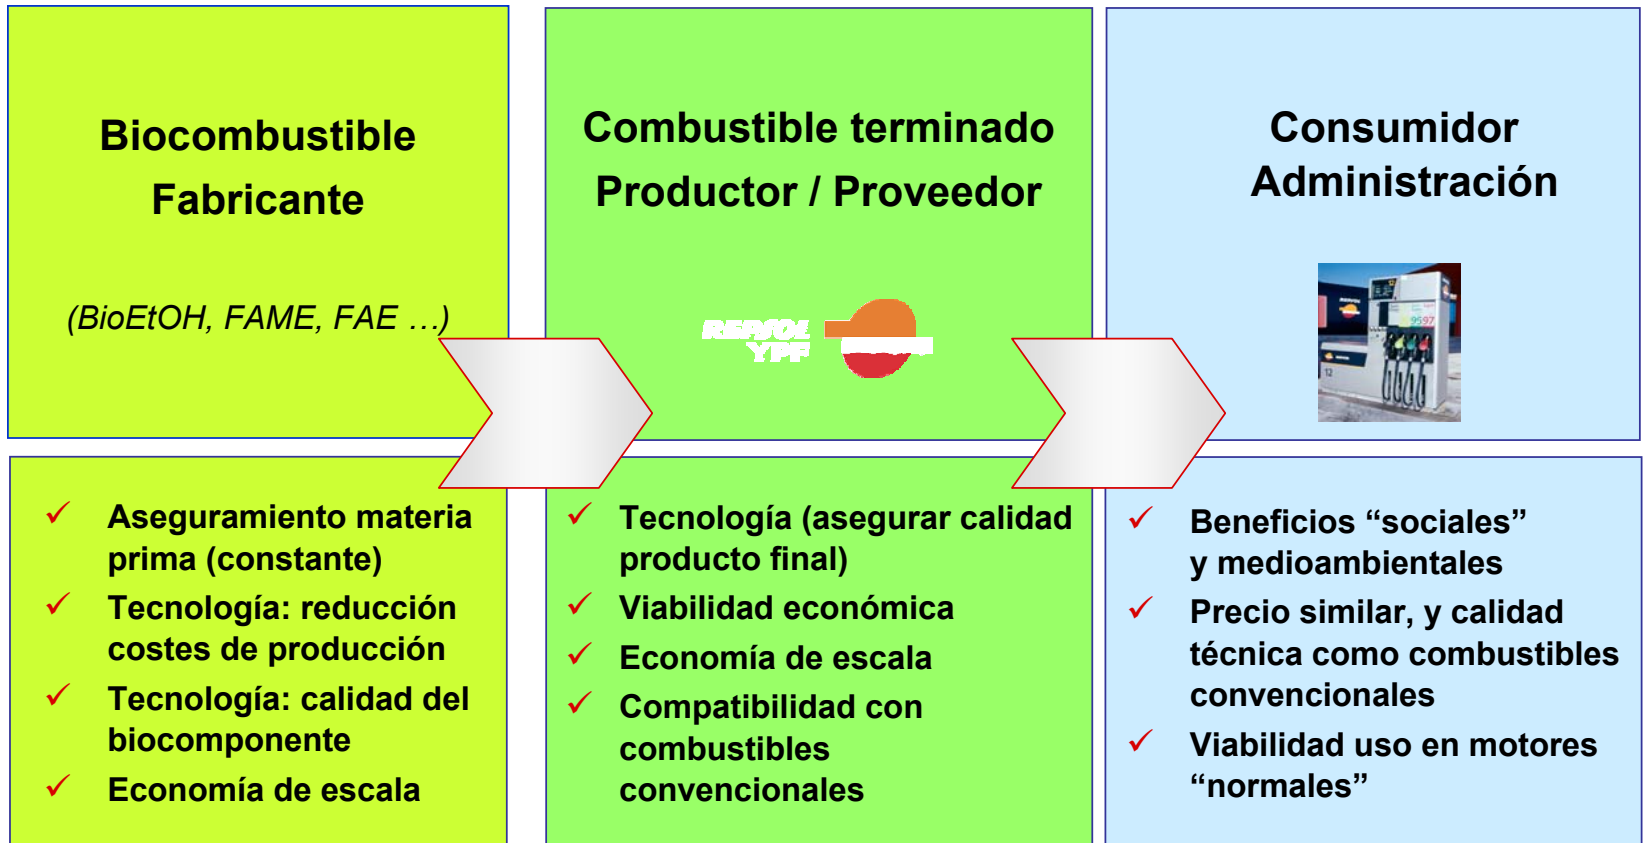 Biocombustible
Fabricante
(BioEtOH, FAME, FAE …)
Combustible terminado
Productor / Proveedor
REPSOL
YPF
Consumidor
Administración
12
9597
12
✓ Aseguramiento materia
prima (constante)
✓ Tecnología: reducción
costes de producción
✓ Tecnología: calidad del
biocomponente
✓ Economía de escala
✓ Tecnología (asegurar calidad
producto final)
✓ Viabilidad económica
✓ Economía de escala
✓ Compatibilidad con
combustibles
convencionales
✓ Beneficios “sociales”
y medioambientales
✓ Precio similar, y calidad
técnica como combustibles
convencionales
✓ Viabilidad uso en motores
“normales”